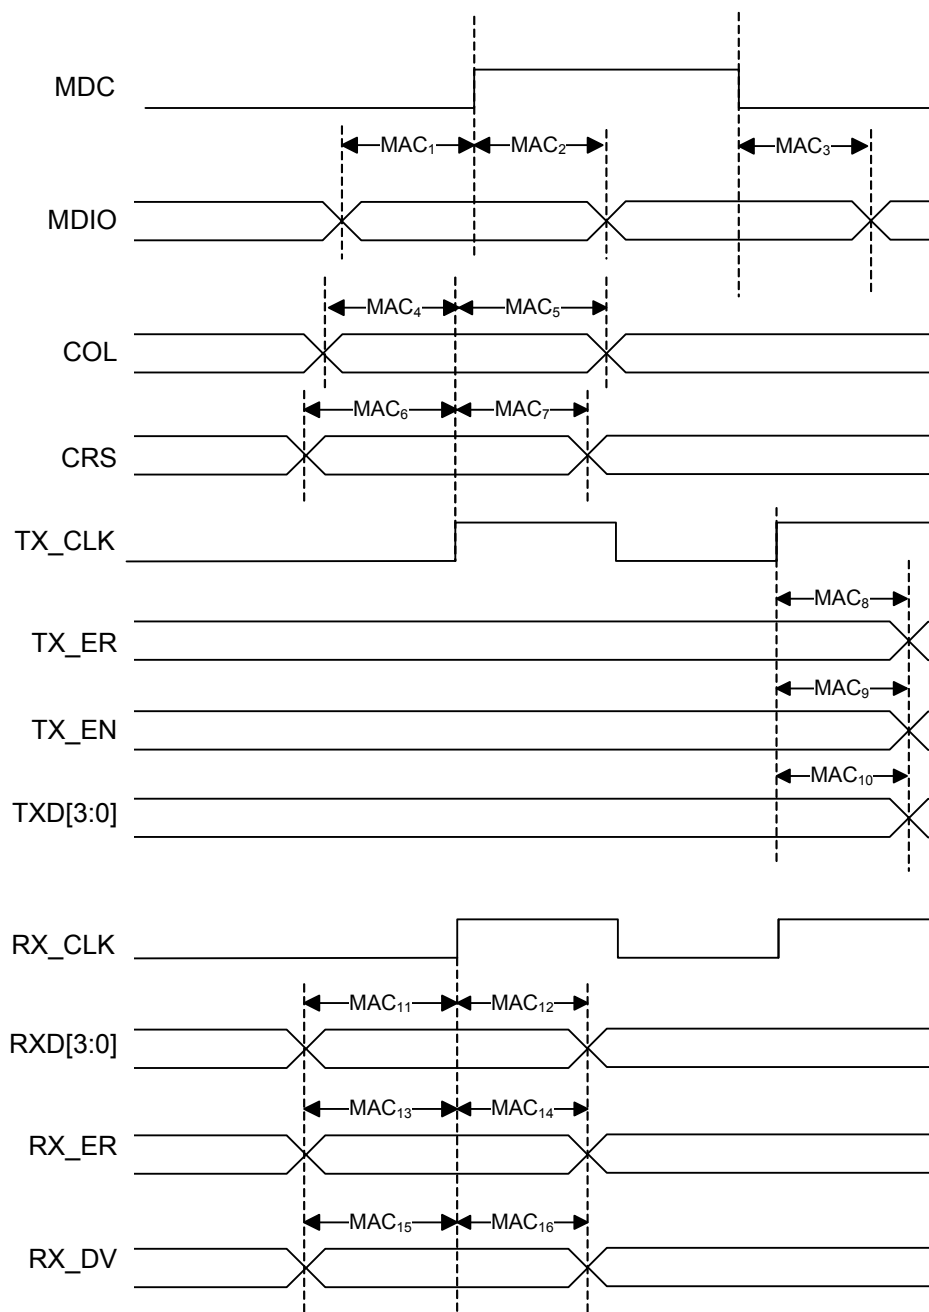 MDC
MAC₁ MAC₂ MAC₃
MDIO
MAC₄ MAC₅
COL
MAC₆ MAC₇
CRS
TX_CLK
MAC₈
TX_ER
MAC₉
TX_EN
MAC₁₀
TXD[3:0]
RX_CLK
MAC₁₁ MAC₁₂
RXD[3:0]
MAC₁₃ MAC₁₄
RX_ER
MAC₁₅ MAC₁₆
RX_DV